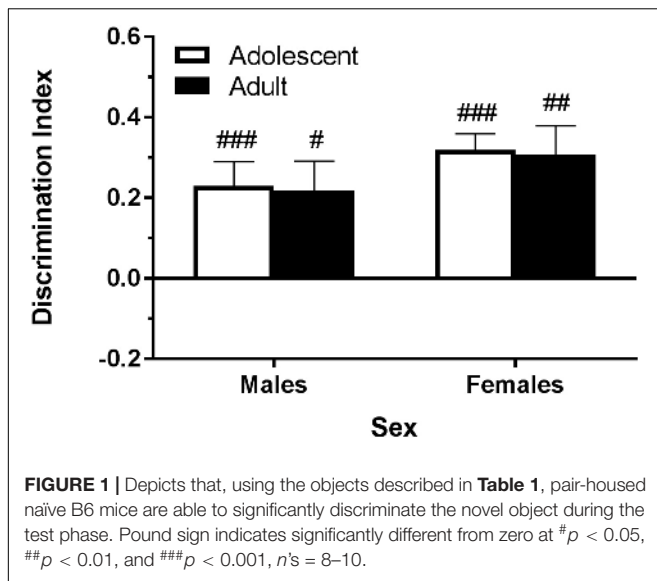 0.6
Adolescent
Adult
###
##
###
#
0.4
0.2
0.0
-0.2
Discrimination Index
Males
Females
Sex
FIGURE 1 | Depicts that, using the objects described in Table 1, pair-housed
naïve B6 mice are able to significantly discriminate the novel object during the
test phase. Pound sign indicates significantly different from zero at #p < 0.05,
##p < 0.01, and ###p < 0.001, n's = 8–10.